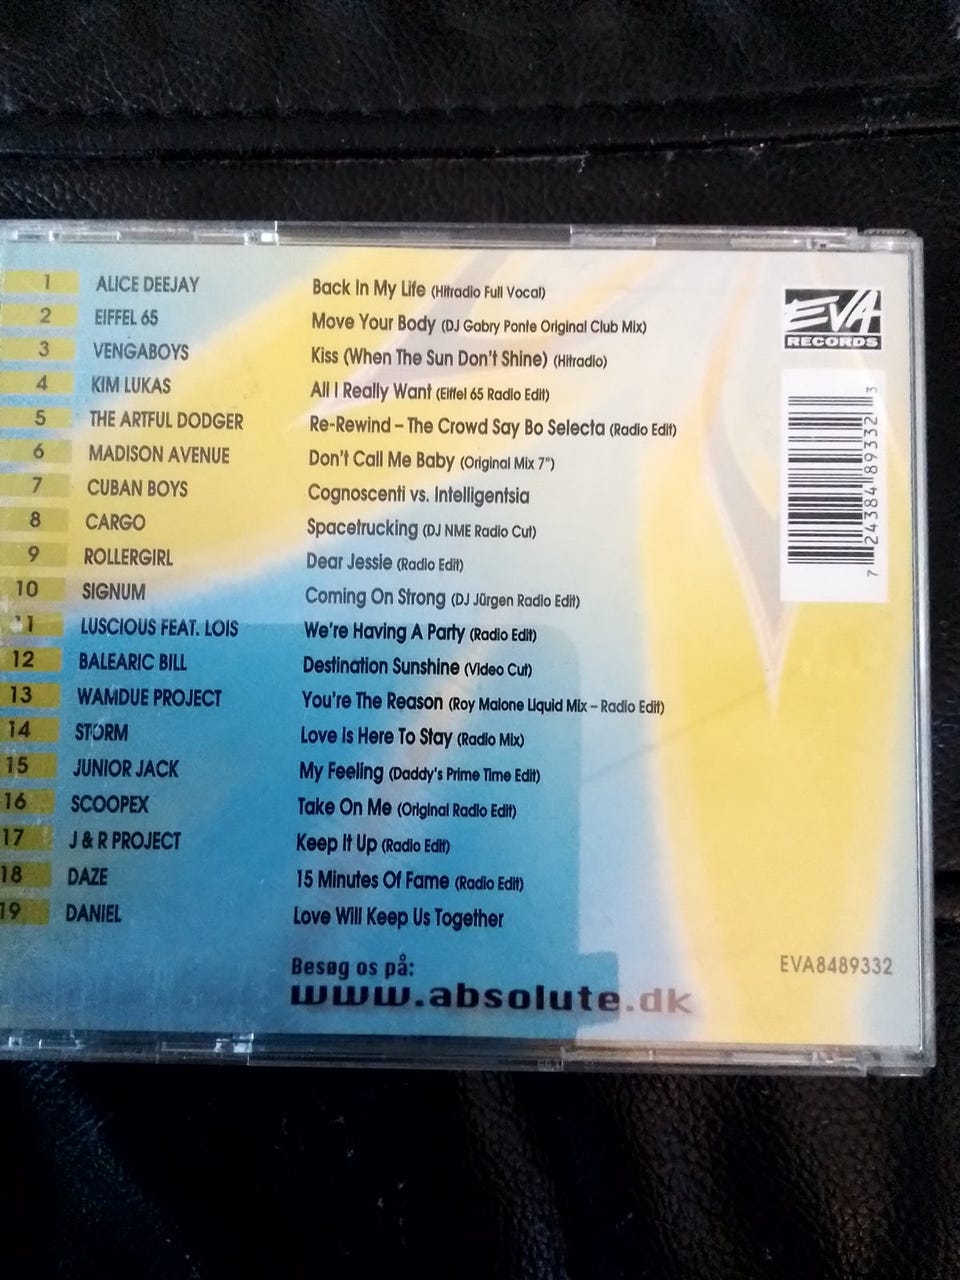 1 ALICE DEEJAY Back In My Life (Hitradio Full Vocal)
2 EIFFEL 65 Move Your Body (DJ Gabry Ponte Original Club Mix)
3 VENGABOYS Kiss (When The Sun Don't Shine) (Hitradio)
4 KIM LUKAS All I Really Want (Eiffel 65 Radio Edit)
5 THE ARTFUL DODGER Re-Rewind – The Crowd Say Bo Selecta (Radio Edit)
6 MADISON AVENUE Don't Call Me Baby (Original Mix 7")
7 CUBAN BOYS Cognoscenti vs. Intelligentsia
8 CARGO Spacetrucking (DJ NME Radio Cut)
9 ROLLERGIRL Dear Jessie (Radio Edit)
10 SIGNUM Coming On Strong (DJ Jürgen Radio Edit)
11 LUSCIOUS FEAT. LOIS We're Having A Party (Radio Edit)
12 BALEARIC BILL Destination Sunshine (Video Cut)
13 WAMDUE PROJECT You're The Reason (Roy Malone Liquid Mix – Radio Edit)
14 STORM Love Is Here To Stay (Radio Mix)
15 JUNIOR JACK My Feeling (Daddy's Prime Time Edit)
16 SCOOPEX Take On Me (Original Radio Edit)
17 J & R PROJECT Keep It Up (Radio Edit)
18 DAZE 15 Minutes Of Fame (Radio Edit)
19 DANIEL Love Will Keep Us Together
Besøg os på:
www.absolute.dk
EVA
RECORDS
7 24384 89332 3
EVA8489332